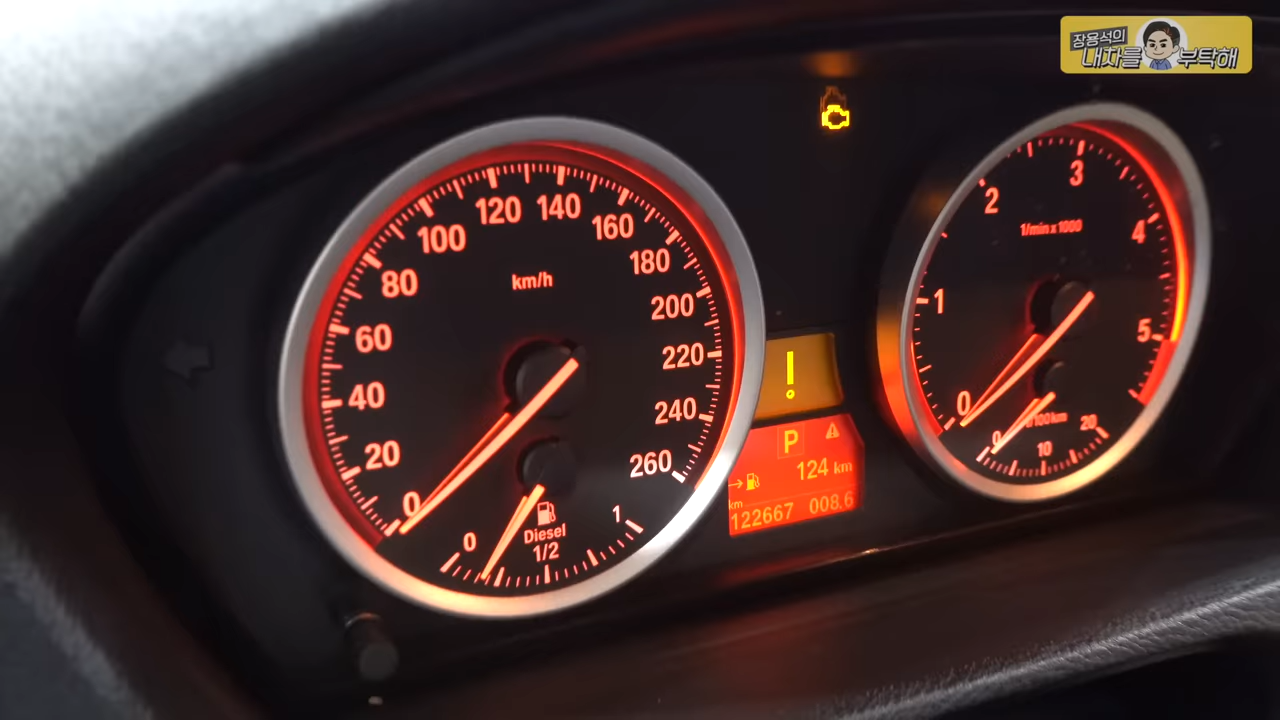 장용석의
내차를 부탁해
0 20 40 60 80 100 120 140 160 180 200 220 240 260
km/h
0 1/2 1
Diesel
!
P
124 km
km
122667 008.6
0 1 2 3 4 5
1/min x 1000
0 10 20
/100km